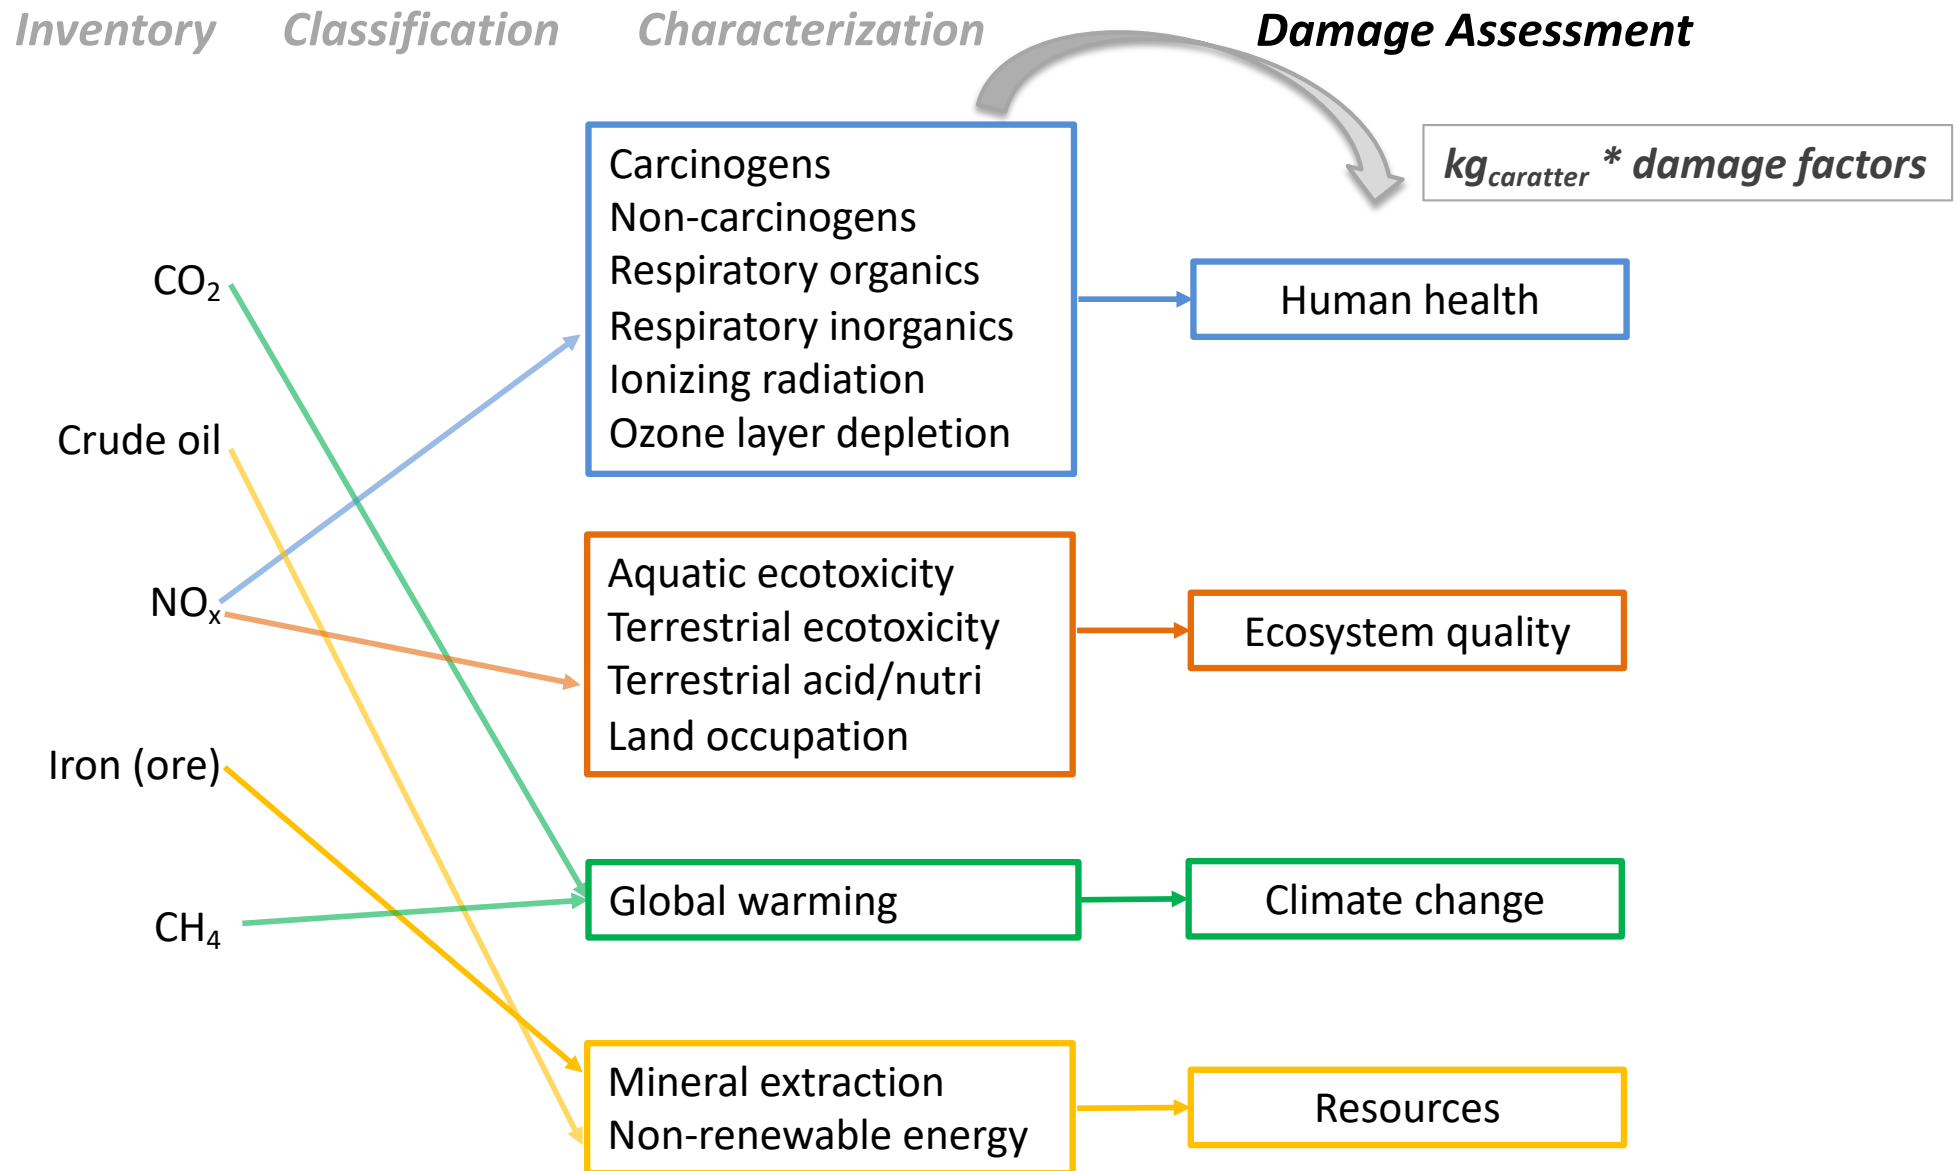 Inventory Classification Characterization Damage Assessment
kg_caratter * damage factors
CO₂
Crude oil
NOₓ
Iron (ore)
CH₄
Carcinogens
Non-carcinogens
Respiratory organics
Respiratory inorganics
Ionizing radiation
Ozone layer depletion
Aquatic ecotoxicity
Terrestrial ecotoxicity
Terrestrial acid/nutri
Land occupation
Global warming
Mineral extraction
Non-renewable energy
Human health
Ecosystem quality
Climate change
Resources